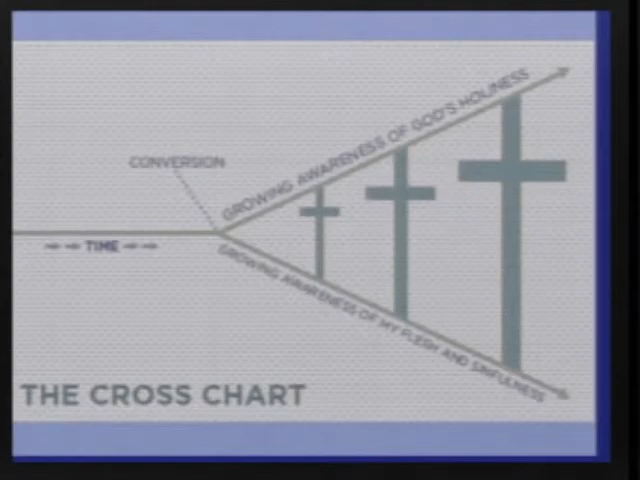 GROWING AWARENESS OF GOD'S HOLINESS
CONVERSION
TIME
GROWING AWARENESS OF MY FLESH AND SINFULNESS
THE CROSS CHART